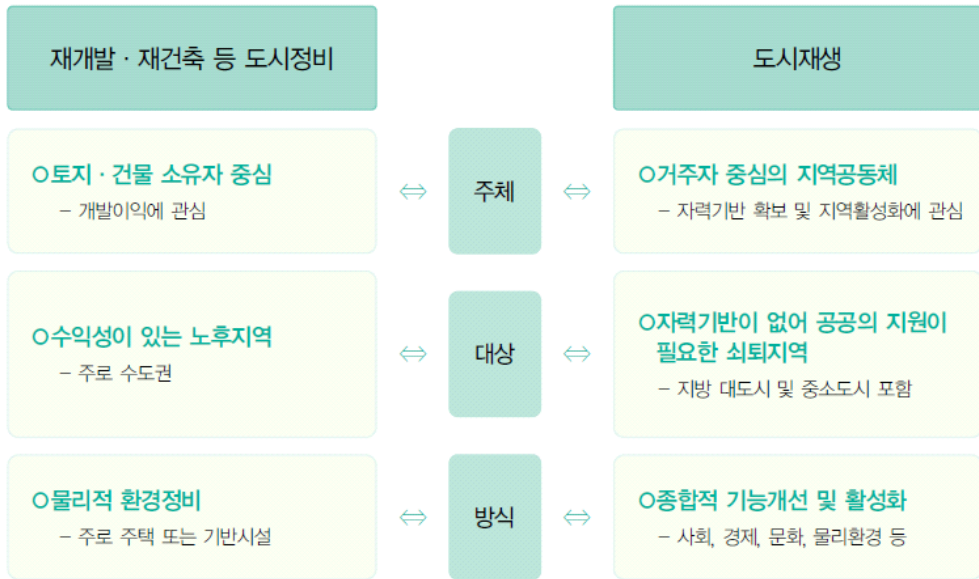 재개발 · 재건축 등 도시정비
도시재생
○토지 · 건물 소유자 중심
– 개발이익에 관심
⇔ 주체 ⇔
○거주자 중심의 지역공동체
– 자력기반 확보 및 지역활성화에 관심
○수익성이 있는 노후지역
– 주로 수도권
⇔ 대상 ⇔
○자력기반이 없어 공공의 지원이
필요한 쇠퇴지역
– 지방 대도시 및 중소도시 포함
○물리적 환경정비
– 주로 주택 또는 기반시설
⇔ 방식 ⇔
○종합적 기능개선 및 활성화
– 사회, 경제, 문화, 물리환경 등